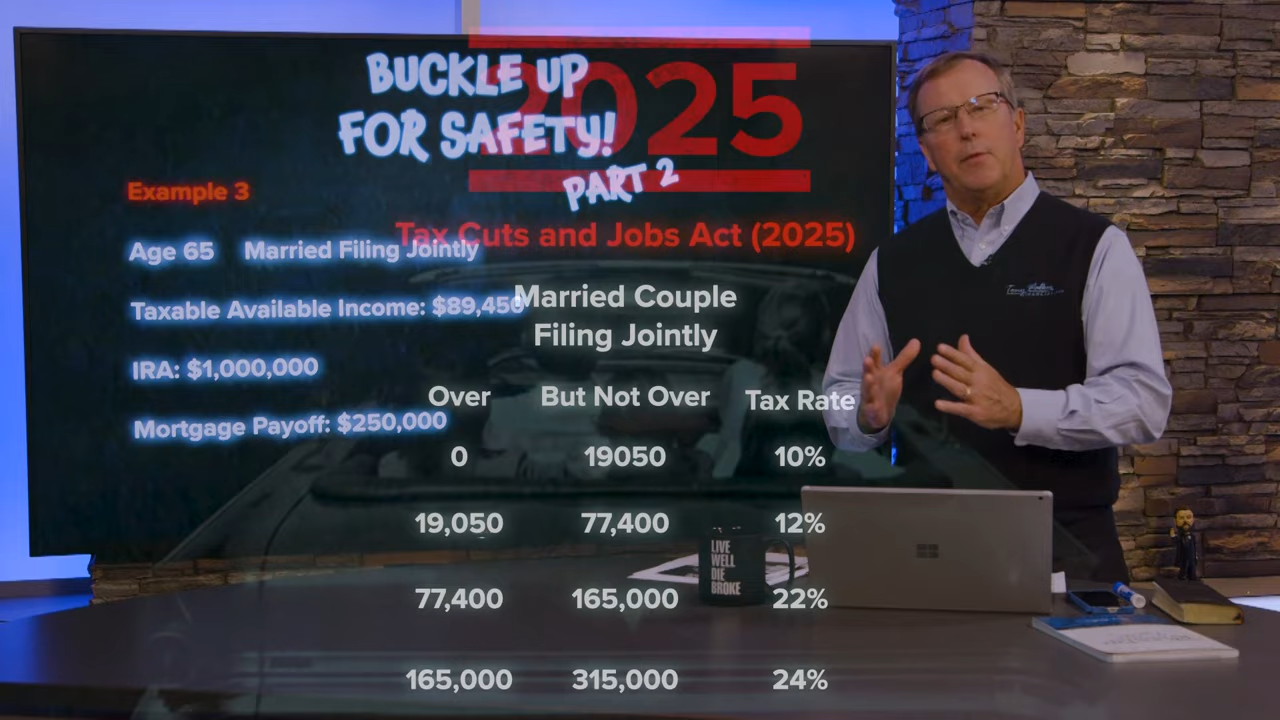 BUCKLE UP
FOR SAFETY!
PART 2
2025
Tax Cuts and Jobs Act (2025)
Example 3
Age 65 Married Filing Jointly
Taxable Available Income: $89,450
IRA: $1,000,000
Mortgage Payoff: $250,000
Married Couple
Filing Jointly
Over But Not Over Tax Rate
0 19050 10%
19,050 77,400 12%
77,400 165,000 22%
165,000 315,000 24%
LIVE
WELL
DIE
BROKE